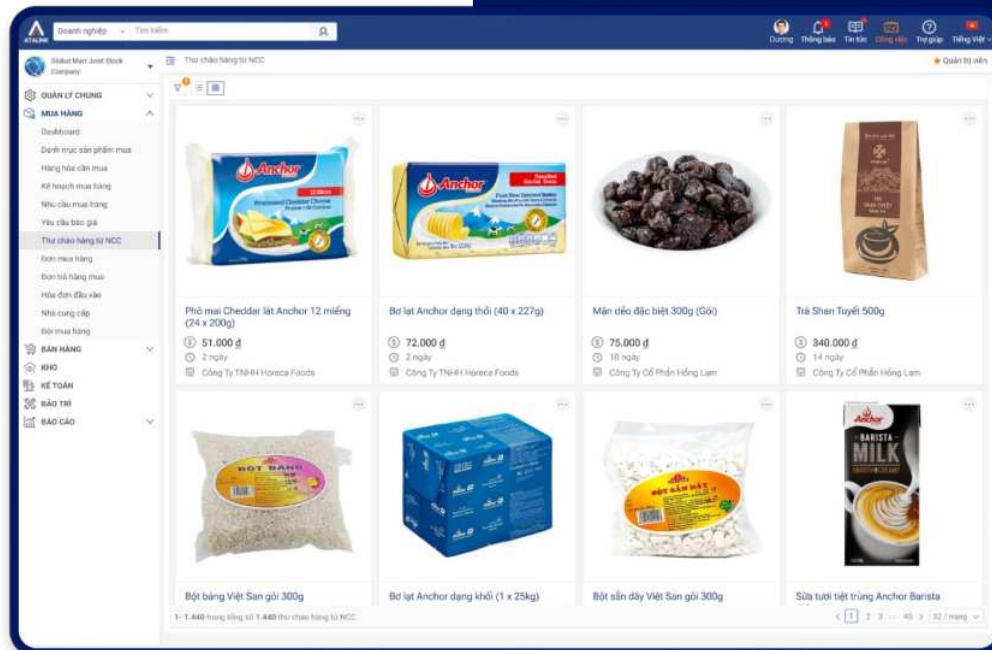 ATALINK
Doanh nghiệp
Tìm kiếm
Dương
Thông báo
Tin tức
Công việc
Trợ giúp
Tiếng Việt
Global Mart Joint Stock
Company
Thư chào hàng từ NCC
Quản trị viên
QUẢN LÝ CHUNG
MUA HÀNG
Dashboard
Danh mục sản phẩm mua
Hàng hóa cần mua
Kế hoạch mua hàng
Nhu cầu mua hàng
Yêu cầu báo giá
Thư chào hàng từ NCC
Đơn mua hàng
Đơn trả hàng mua
Hóa đơn đầu vào
Nhà cung cấp
Đội mua hàng
BÁN HÀNG
KHO
KẾ TOÁN
BẢO TRÌ
BÁO CÁO
Anchor
Processed Cheddar Cheese
Phô mai Cheddar lát Anchor 12 miếng
(24 x 200g)
51.000 ₫
2 ngày
Công Ty TNHH Horeca Foods
Anchor
Bơ lạt Anchor dạng thỏi (40 x 227g)
72.000 ₫
2 ngày
Công Ty TNHH Horeca Foods
Mận dẻo đặc biệt 300g (Gói)
75.000 ₫
10 ngày
Công Ty Cổ Phần Hồng Lam
TRÀ
SHAN TUYẾT
Trà Shan Tuyết 500g
340.000 ₫
14 ngày
Công Ty Cổ Phần Hồng Lam
BỘT BÁNG
Bột báng Việt San gói 300g
Bơ lạt Anchor dạng khối (1 x 25kg)
BỘT SẮN DÂY
Bột sắn dây Việt San gói 300g
Anchor
BARISTA
MILK
Sữa tươi tiệt trùng Anchor Barista
1- 1.440 trong tổng số 1.440 thư chào hàng từ NCC
< 1 2 3 ··· 45 > 32 / trang